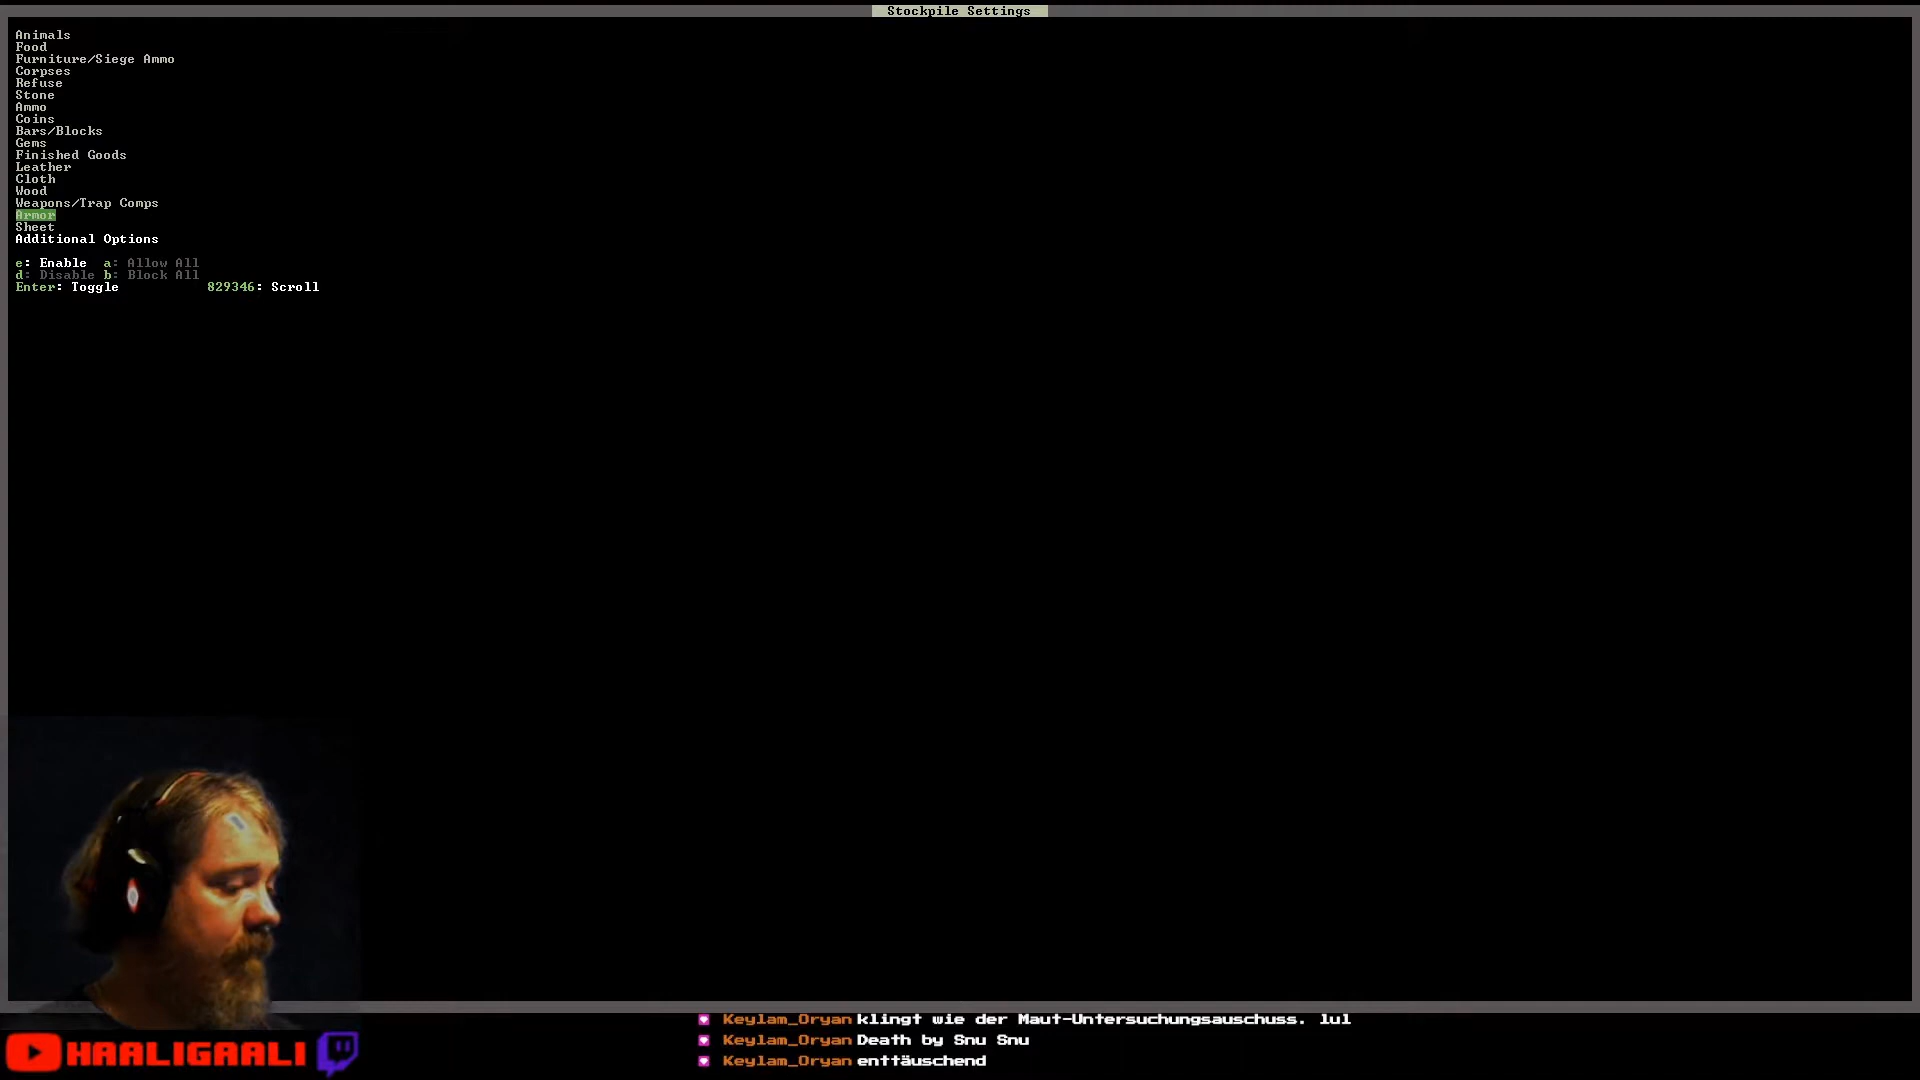 Stockpile Settings
Animals
Food
Furniture/Siege Ammo
Corpses
Refuse
Stone
Ammo
Coins
Bars/Blocks
Gems
Finished Goods
Leather
Cloth
Wood
Weapons/Trap Comps
Armor
Sheet
Additional Options
e: Enable a: Allow All
d: Disable b: Block All
Enter: Toggle 829346: Scroll
Keylam_Oryan klingt wie der Maut-Untersuchungsauschuss. lul
Keylam_Oryan Death by Snu Snu
Keylam_Oryan enttäuschend
HAALIGAALI